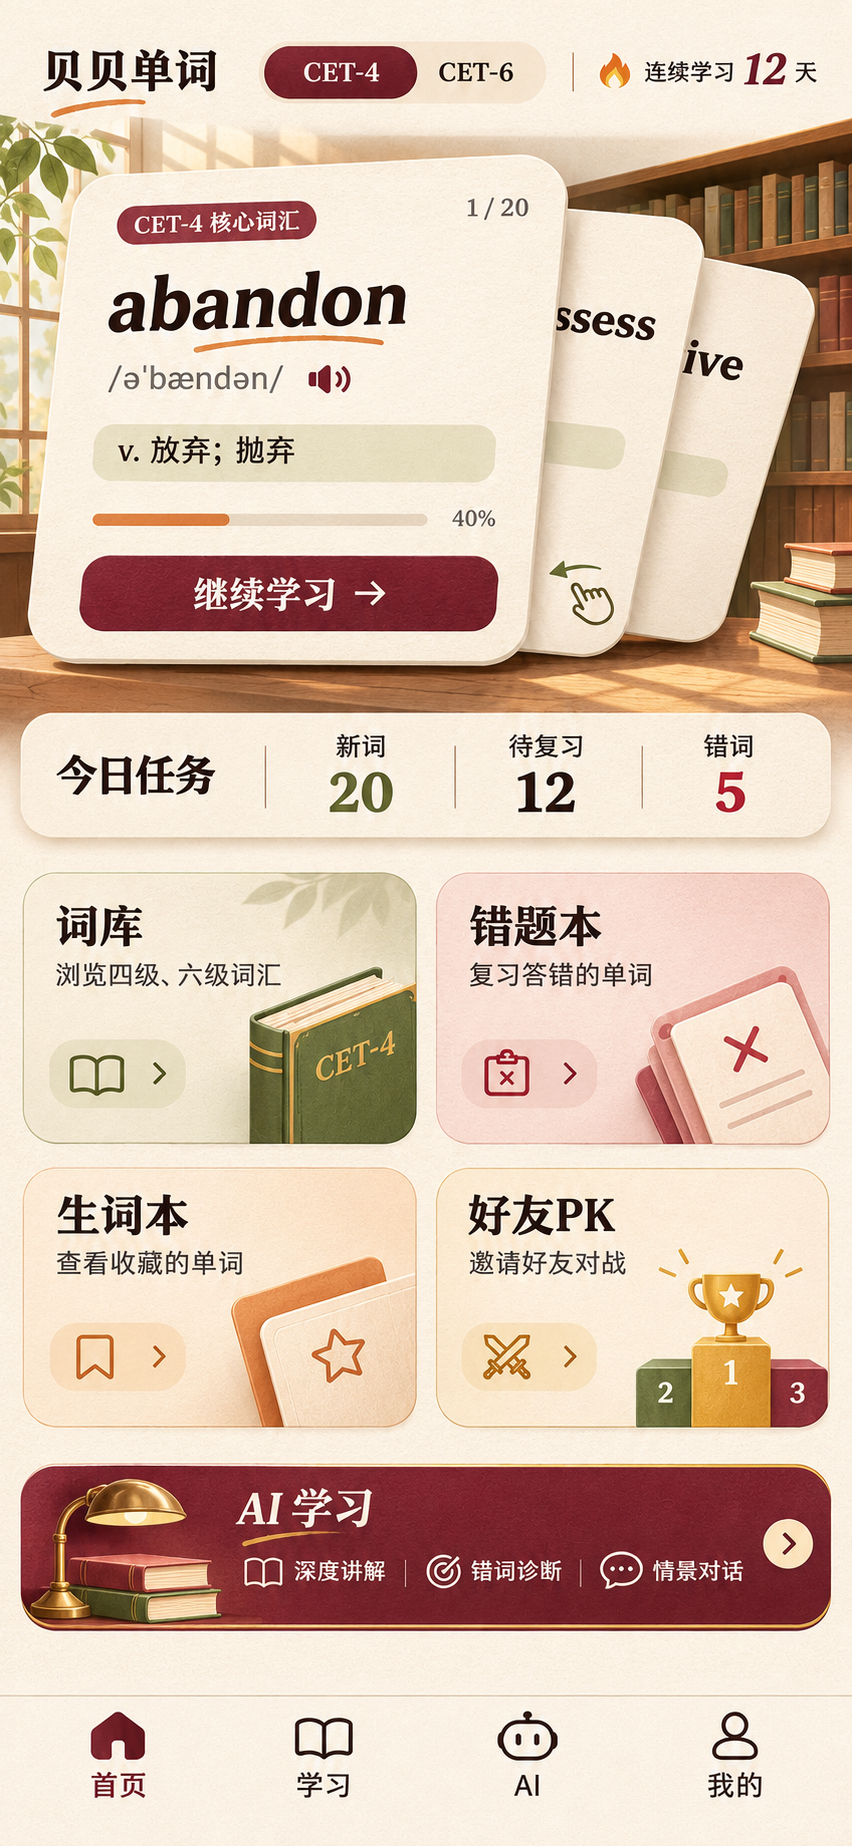 贝贝单词
CET-4
CET-6
连续学习 12 天
CET-4 核心词汇
1 / 20
abandon
/ə'bændən/
v. 放弃；抛弃
40%
继续学习 →
ssess
ive
今日任务
新词
20
待复习
12
错词
5
词库
浏览四级、六级词汇
CET-4
错题本
复习答错的单词
生词本
查看收藏的单词
好友PK
邀请好友对战
2
1
3
AI 学习
深度讲解
错词诊断
情景对话
首页
学习
AI
我的